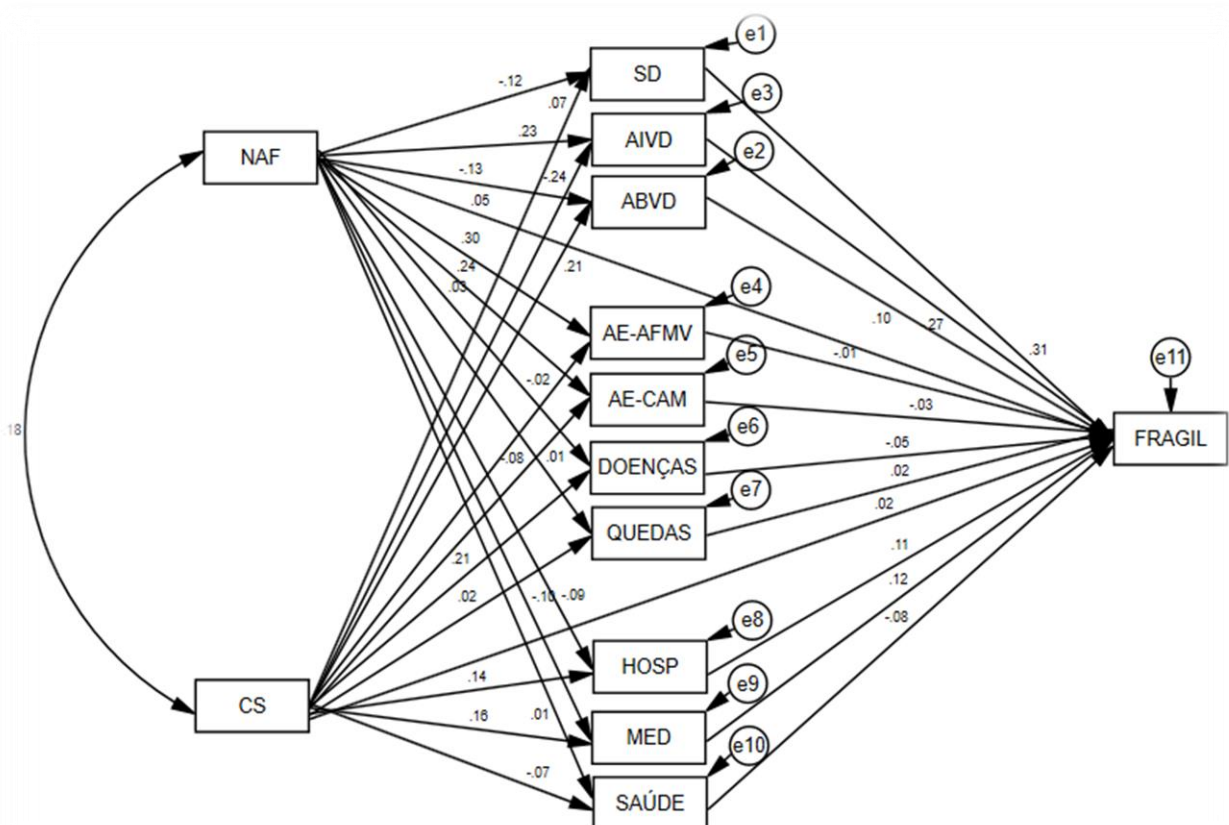 e1
SD
-.12
.07
e3
NAF
.23
AIVD
e2
-.13
-.24
.05
ABVD
.30
.24
.03
.21
e4
AE-AFMV
.10
.27
-.01
.31
e5
e11
-.02
AE-CAM
-.03
e6
FRAGIL
.18
-.08
.01
DOENÇAS
-.05
.02
e7
QUEDAS
.02
.21
.11
.02
-.10
-.09
.12
-.08
e8
HOSP
.14
e9
CS
.16
.01
MED
e10
-.07
SAÚDE